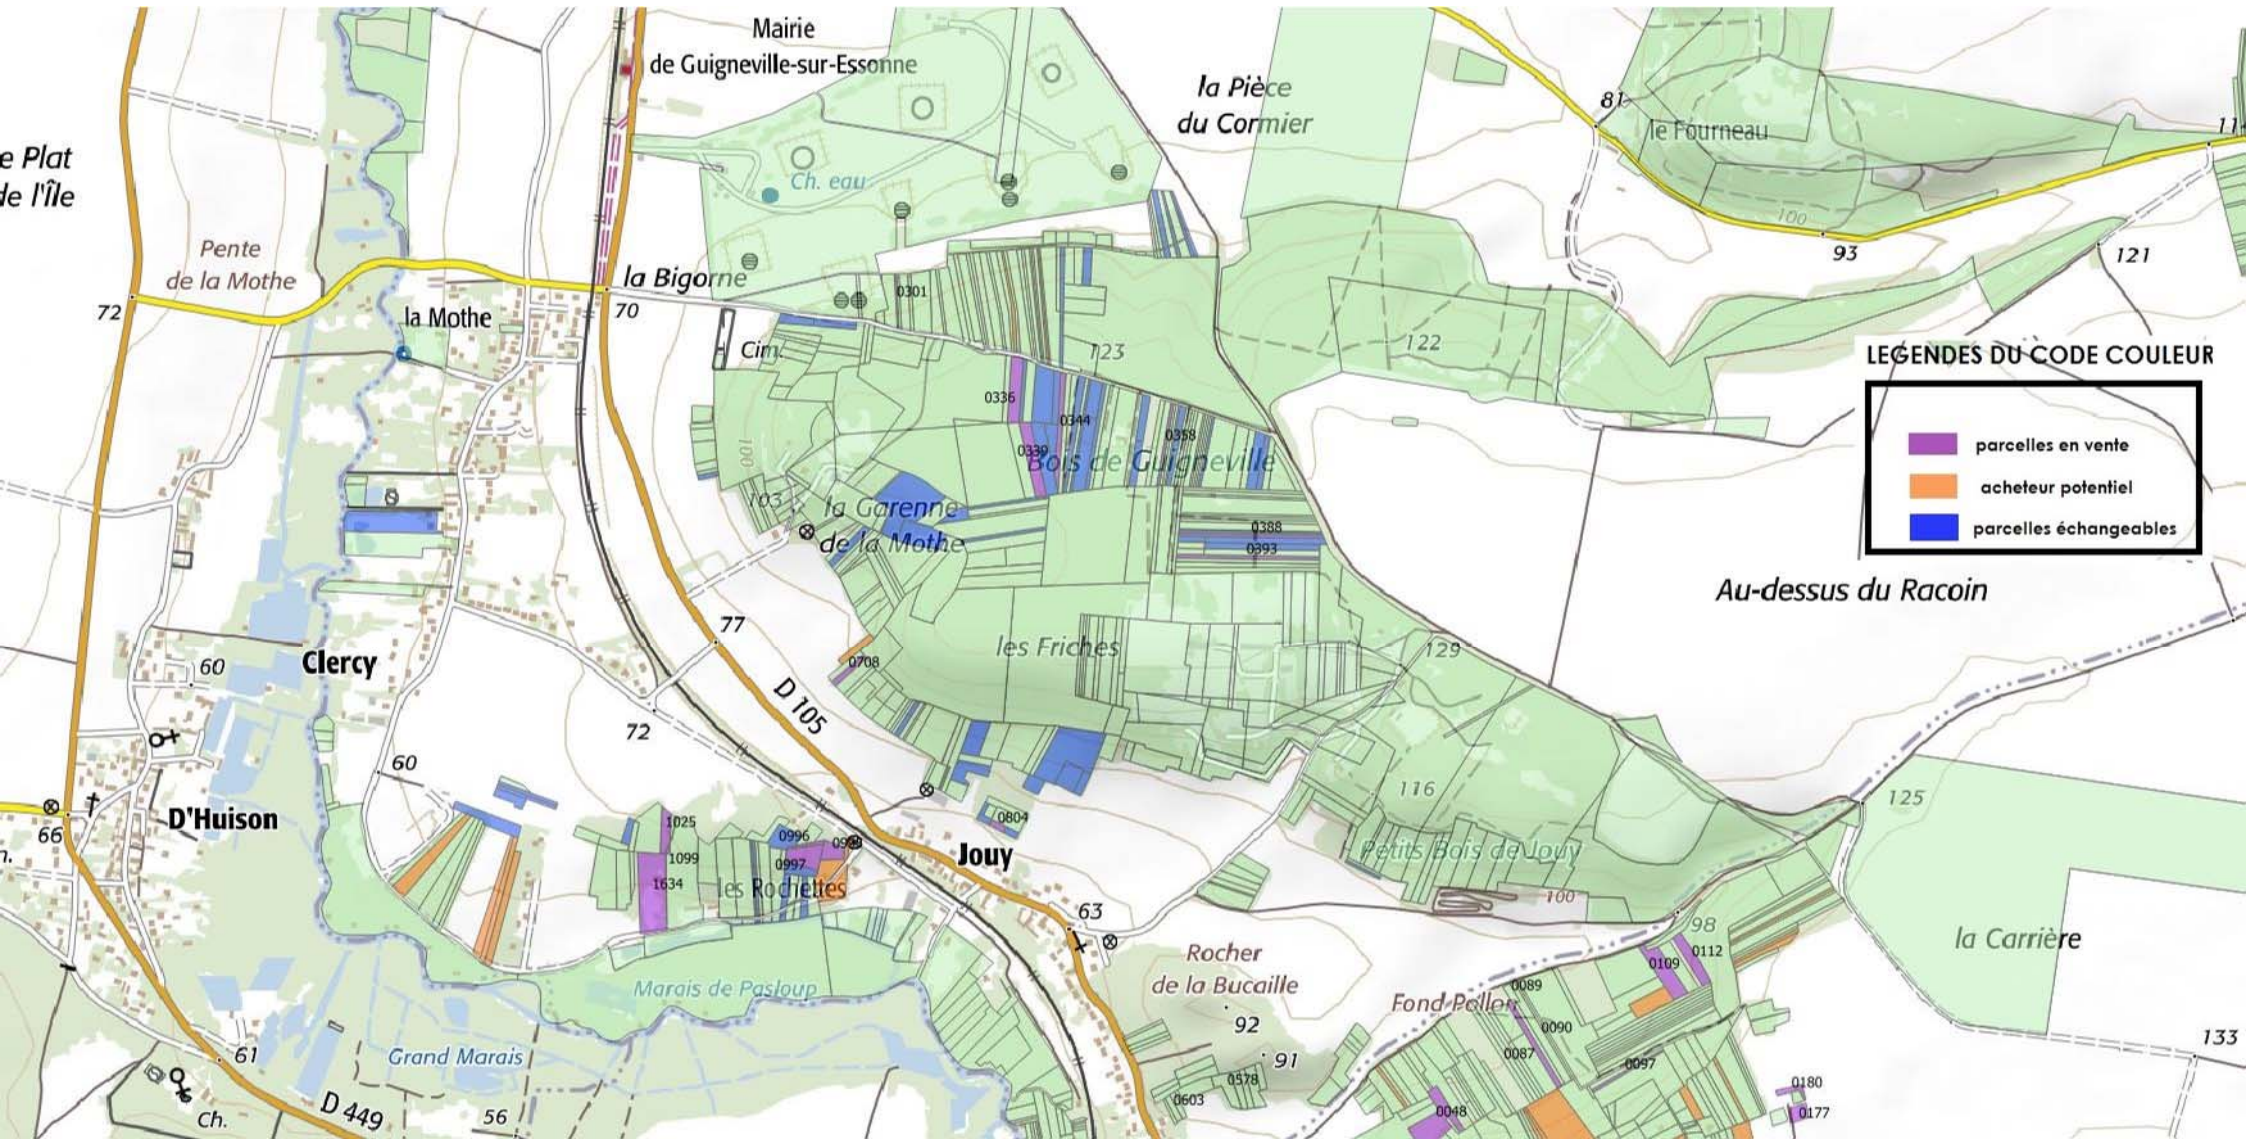 Mairie
de Guigneville-sur-Essonne
la Pièce
du Cormier
81
le Fourneau
e Plat
de l'Île
Ch. eau
100
93
121
Pente
de la Mothe
la Bigorne
72
70
la Mothe
0301
Cim.
123
122
LEGENDES DU CODE COULEUR
parcelles en vente
acheteur potentiel
parcelles échangeables
0336
0344
0358
0339
Bois de Guigneville
100
103
la Garenne
de la Mothe
0388
0393
Au-dessus du Racoin
77
les Friches
129
Clercy
60
0708
D 105
72
60
116
125
D'Huison
66
1025
0996
0804
1099
0997
Jouy
Petits Bois de Jouy
1634
les Rochettes
100
63
98
la Carrière
Rocher
de la Bucaille
0109
0112
Marais de Pasloup
0089
Fond Pollen
92
0090
91
0087
0097
133
61
Grand Marais
0578
0180
0603
0048
0177
D 449
56
Ch.